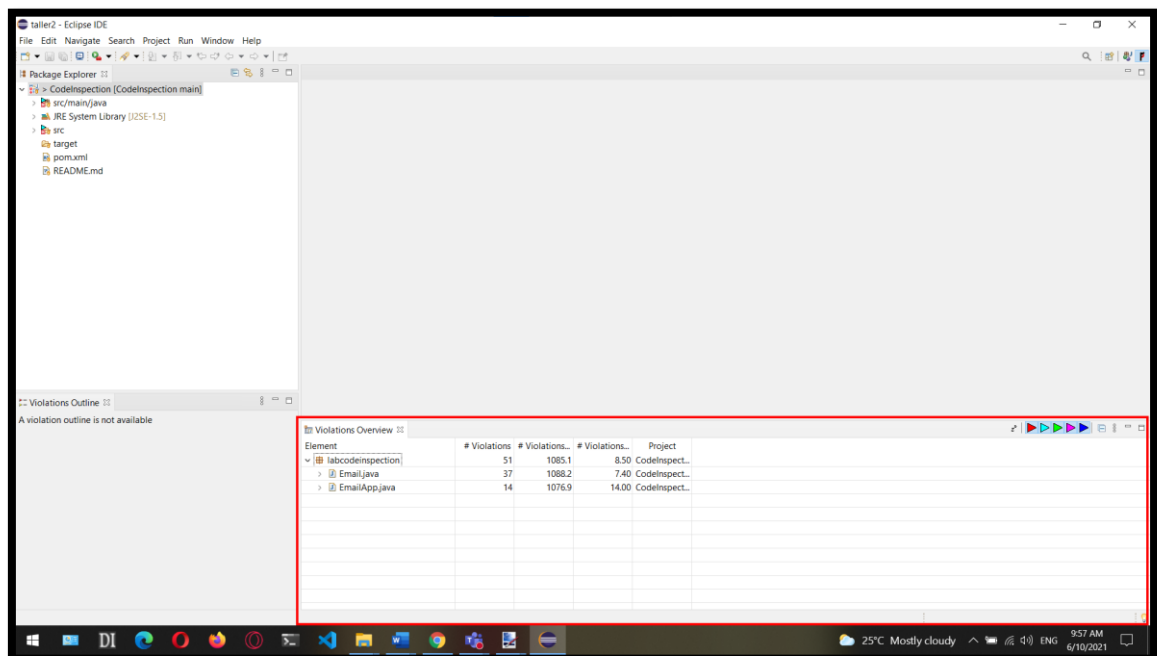 taller2 - Eclipse IDE
File Edit Navigate Search Project Run Window Help
Package Explorer
> CodeInspection [CodeInspection main]
src/main/java
JRE System Library [J2SE-1.5]
src
target
pom.xml
README.md
Violations Outline
A violation outline is not available
Violations Overview
Element # Violations # Violations... # Violations... Project
labcodeinspection 51 1085.1 8.50 CodeInspect...
Email.java 37 1088.2 7.40 CodeInspect...
EmailApp.java 14 1076.9 14.00 CodeInspect...
DI
25°C Mostly cloudy ENG 9:57 AM
6/10/2021